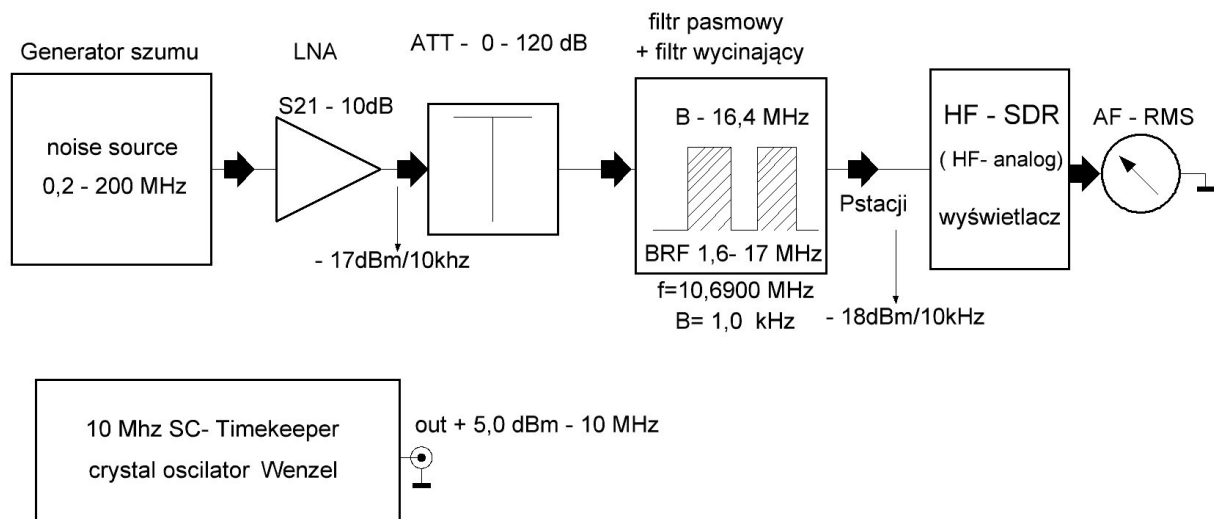 Generator szumu
noise source
0,2 - 200 MHz
LNA
S21 - 10dB
- 17dBm/10khz
ATT - 0 - 120 dB
filtr pasmowy
+ filtr wycinający
B - 16,4 MHz
BRF 1,6- 17 MHz
f=10,6900 MHz
B= 1,0 kHz
Pstacji
- 18dBm/10kHz
HF - SDR
( HF- analog)
wyświetlacz
AF - RMS
10 Mhz SC- Timekeeper
crystal oscilator Wenzel
out + 5,0 dBm - 10 MHz